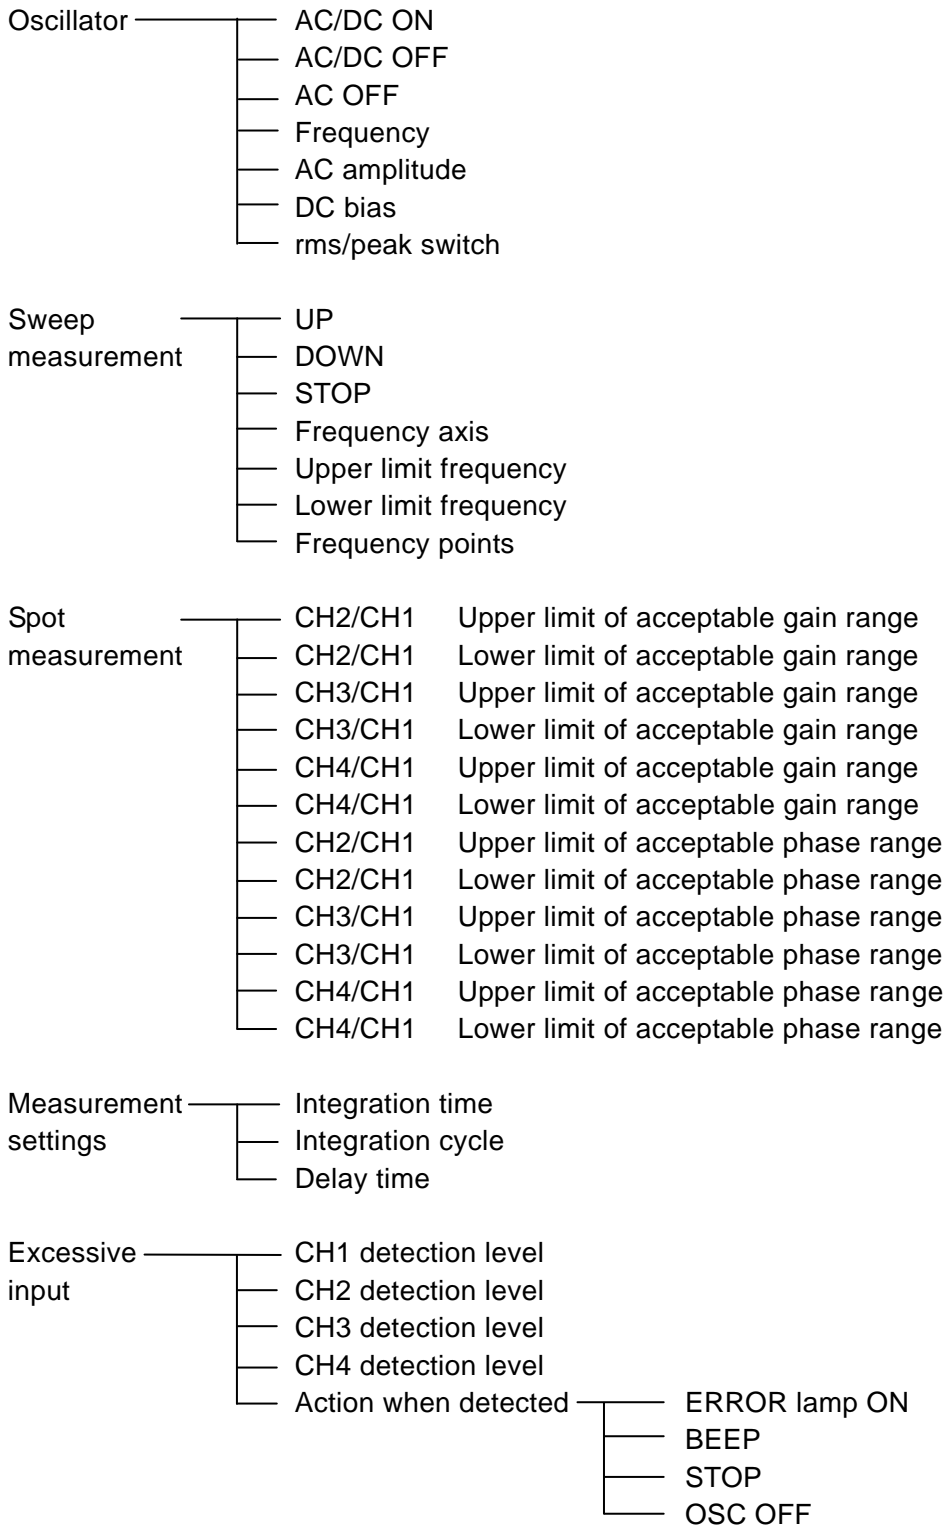 Oscillator AC/DC ON
AC/DC OFF
AC OFF
Frequency
AC amplitude
DC bias
rms/peak switch
Sweep UP
measurement DOWN
STOP
Frequency axis
Upper limit frequency
Lower limit frequency
Frequency points
Spot CH2/CH1 Upper limit of acceptable gain range
measurement CH2/CH1 Lower limit of acceptable gain range
CH3/CH1 Upper limit of acceptable gain range
CH3/CH1 Lower limit of acceptable gain range
CH4/CH1 Upper limit of acceptable gain range
CH4/CH1 Lower limit of acceptable gain range
CH2/CH1 Upper limit of acceptable phase range
CH2/CH1 Lower limit of acceptable phase range
CH3/CH1 Upper limit of acceptable phase range
CH3/CH1 Lower limit of acceptable phase range
CH4/CH1 Upper limit of acceptable phase range
CH4/CH1 Lower limit of acceptable phase range
Measurement Integration time
settings Integration cycle
Delay time
Excessive CH1 detection level
input CH2 detection level
CH3 detection level
CH4 detection level
Action when detected ERROR lamp ON
BEEP
STOP
OSC OFF